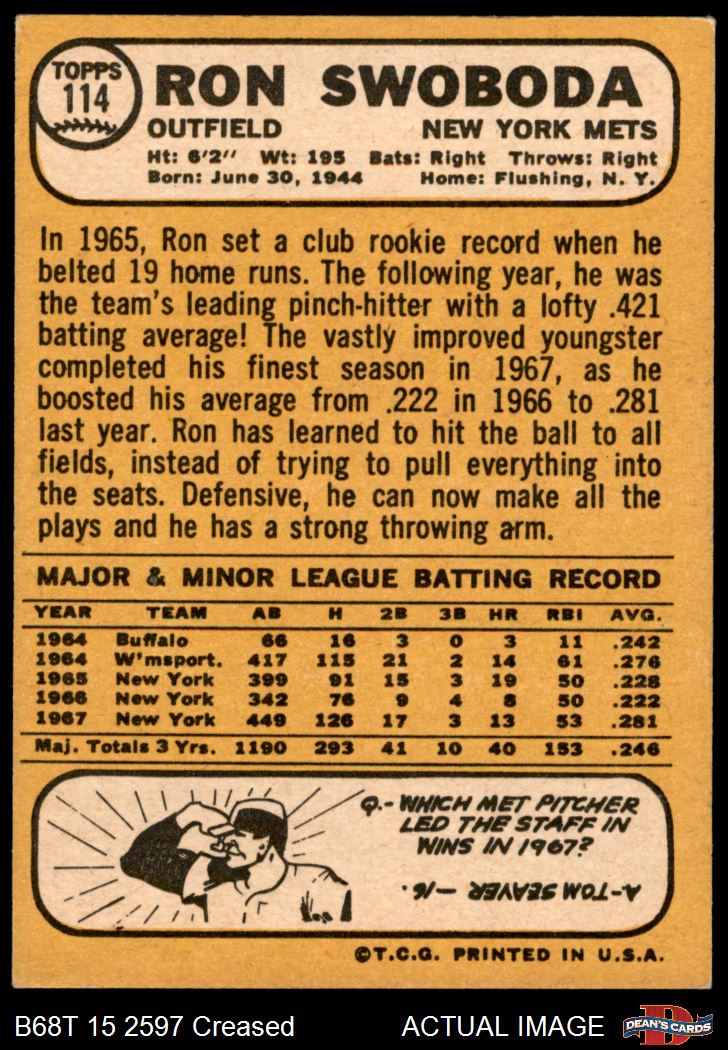 TOPPS
114
RON SWOBODA
OUTFIELD NEW YORK METS
Ht: 6'2" Wt: 195 Bats: Right Throws: Right
Born: June 30, 1944 Home: Flushing, N. Y.
In 1965, Ron set a club rookie record when he
belted 19 home runs. The following year, he was
the team's leading pinch-hitter with a lofty .421
batting average! The vastly improved youngster
completed his finest season in 1967, as he
boosted his average from .222 in 1966 to .281
last year. Ron has learned to hit the ball to all
fields, instead of trying to pull everything into
the seats. Defensive, he can now make all the
plays and he has a strong throwing arm.
MAJOR & MINOR LEAGUE BATTING RECORD
YEAR TEAM AB H 2B 3B HR RBI AVG.
1964 Buffalo 66 16 3 0 3 11 .242
1964 W'msport. 417 115 21 2 14 61 .276
1965 New York 399 91 15 3 19 50 .228
1966 New York 342 76 9 4 8 50 .222
1967 New York 449 126 17 3 13 53 .281
Maj. Totals 3 Yrs. 1190 293 41 10 40 153 .246
Q.- WHICH MET PITCHER
LED THE STAFF IN
WINS IN 1967?
A-TOM SEAVER - 16.
©T.C.G. PRINTED IN U.S.A.
B68T 15 2597 Creased ACTUAL IMAGE
DEAN'S CARDS